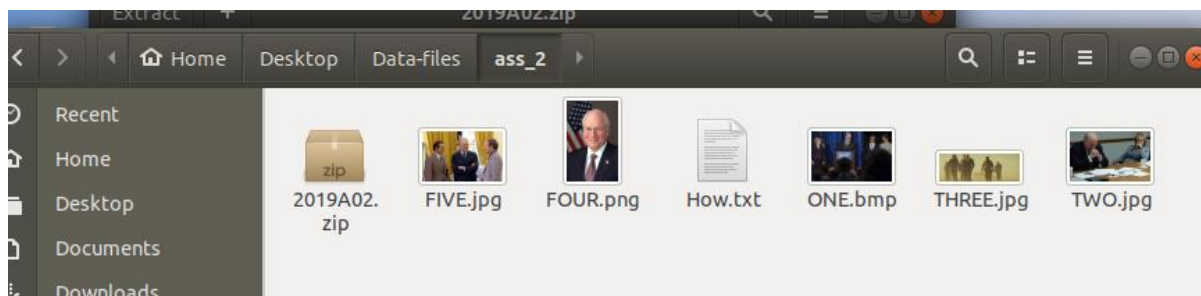 Extract + 2019A02.zip
Home Desktop Data-files ass_2
Recent
Home
Desktop
Documents
Downloads
zip
2019A02.
zip
FIVE.jpg
FOUR.png
How.txt
ONE.bmp
THREE.jpg
TWO.jpg